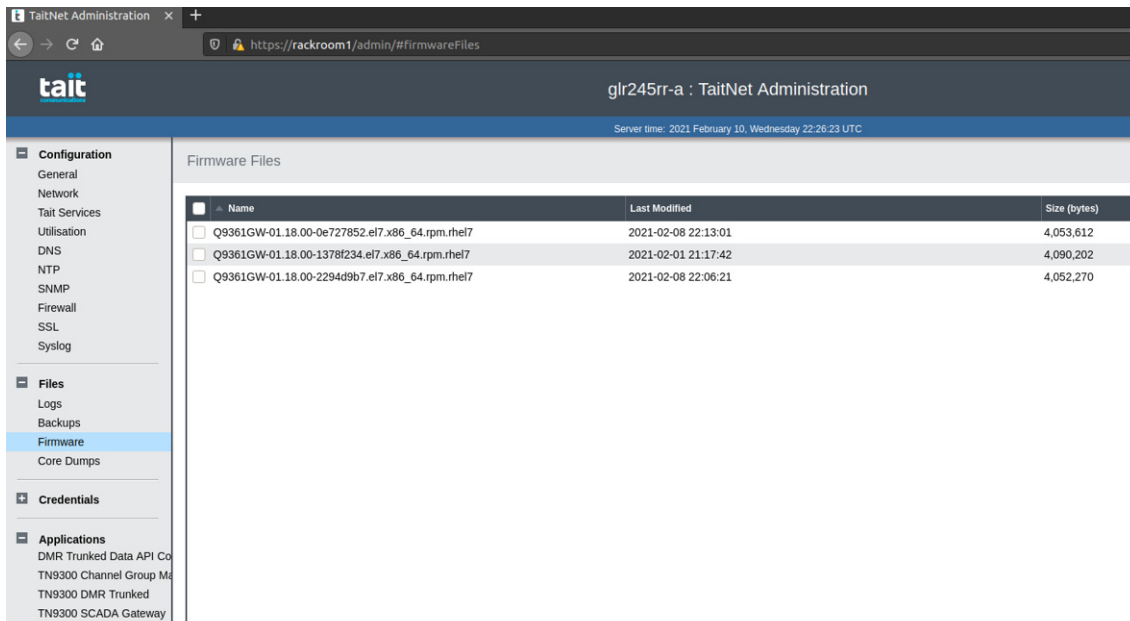 TaitNet Administration
https://rackroom1/admin/#firmwareFiles
tait
communications
glr245rr-a : TaitNet Administration
Server time: 2021 February 10, Wednesday 22:26:23 UTC
Configuration
General
Network
Tait Services
Utilisation
DNS
NTP
SNMP
Firewall
SSL
Syslog
Files
Logs
Backups
Firmware
Core Dumps
Credentials
Applications
DMR Trunked Data API Co
TN9300 Channel Group Ma
TN9300 DMR Trunked
TN9300 SCADA Gateway
Firmware Files
Name Last Modified Size (bytes)
Q9361GW-01.18.00-0e727852.el7.x86_64.rpm.rhel7 2021-02-08 22:13:01 4,053,612
Q9361GW-01.18.00-1378f234.el7.x86_64.rpm.rhel7 2021-02-01 21:17:42 4,090,202
Q9361GW-01.18.00-2294d9b7.el7.x86_64.rpm.rhel7 2021-02-08 22:06:21 4,052,270